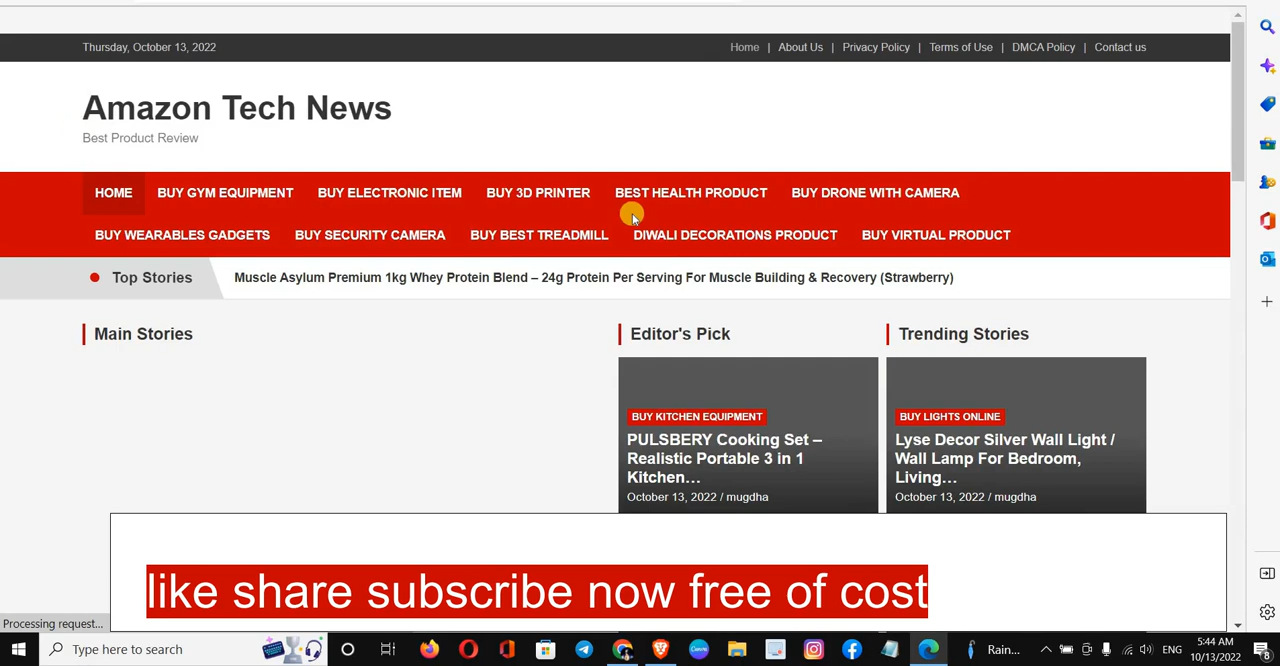 Thursday, October 13, 2022
Home | About Us | Privacy Policy | Terms of Use | DMCA Policy | Contact us
Amazon Tech News
Best Product Review
HOME BUY GYM EQUIPMENT BUY ELECTRONIC ITEM BUY 3D PRINTER BEST HEALTH PRODUCT BUY DRONE WITH CAMERA
BUY WEARABLES GADGETS BUY SECURITY CAMERA BUY BEST TREADMILL DIWALI DECORATIONS PRODUCT BUY VIRTUAL PRODUCT
Top Stories Muscle Asylum Premium 1kg Whey Protein Blend – 24g Protein Per Serving For Muscle Building & Recovery (Strawberry)
Main Stories
Editor's Pick
Trending Stories
BUY KITCHEN EQUIPMENT
PULSBERY Cooking Set –
Realistic Portable 3 in 1
Kitchen…
October 13, 2022 / mugdha
BUY LIGHTS ONLINE
Lyse Decor Silver Wall Light /
Wall Lamp For Bedroom,
Living…
October 13, 2022 / mugdha
like share subscribe now free of cost
Processing request...
Type here to search
Rain...
ENG
5:44 AM
10/13/2022
8